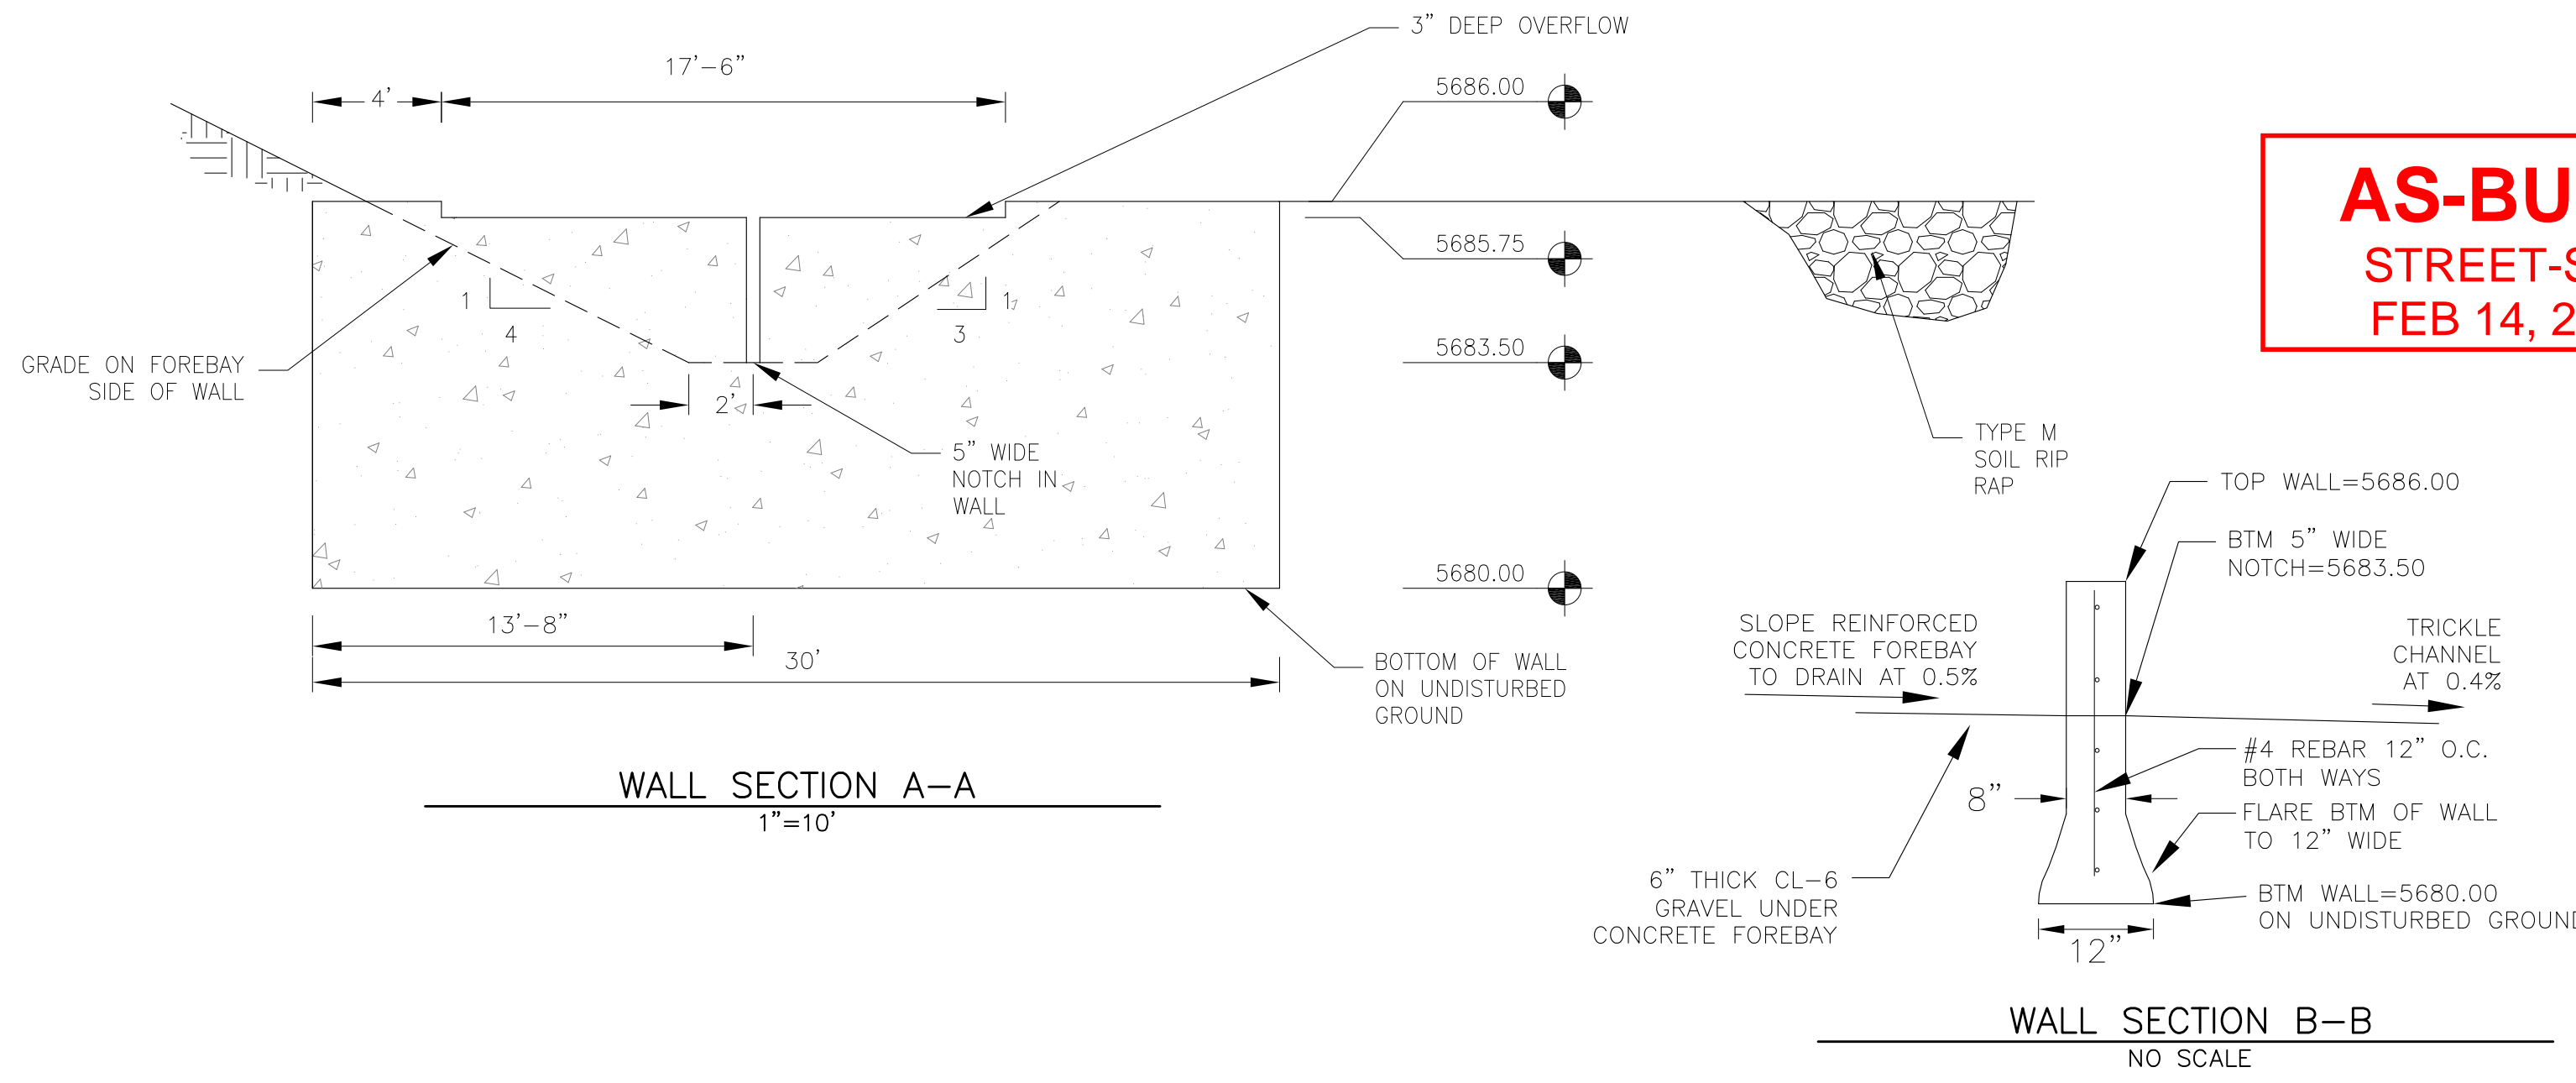 3" DEEP OVERFLOW
17'-6"
4'
5686.00
5685.75
5683.50
5680.00
1
4
1
3
GRADE ON FOREBAY
SIDE OF WALL
2'
5" WIDE
NOTCH IN
WALL
13'-8"
30'
BOTTOM OF WALL
ON UNDISTURBED
GROUND
WALL SECTION A-A
1"=10'
TYPE M
SOIL RIP
RAP
AS-BU
STREET-S
FEB 14, 2
TOP WALL=5686.00
BTM 5" WIDE
NOTCH=5683.50
SLOPE REINFORCED
CONCRETE FOREBAY
TO DRAIN AT 0.5%
TRICKLE
CHANNEL
AT 0.4%
#4 REBAR 12" O.C.
BOTH WAYS
8"
FLARE BTM OF WALL
TO 12" WIDE
6" THICK CL-6
GRAVEL UNDER
CONCRETE FOREBAY
BTM WALL=5680.00
ON UNDISTURBED GROUND
12"
WALL SECTION B-B
NO SCALE